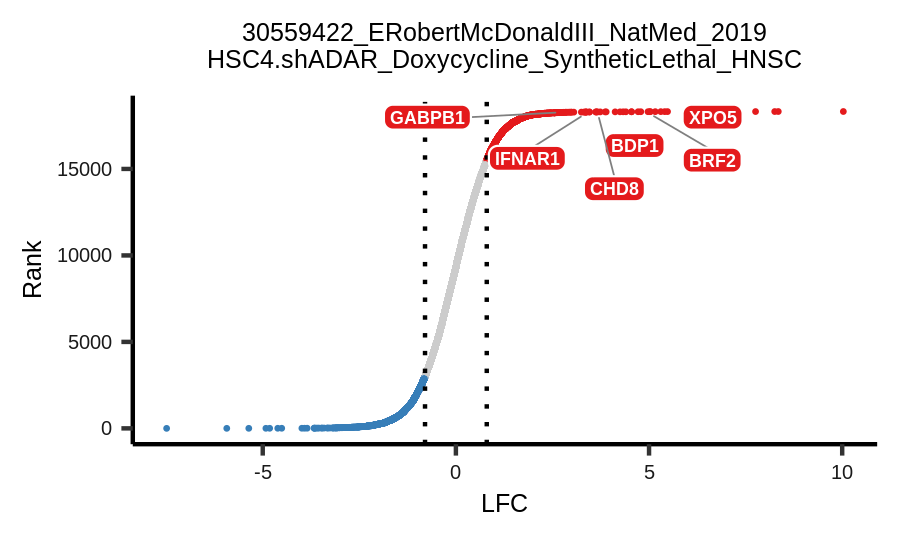 30559422_ERobertMcDonaldIII_NatMed_2019
HSC4.shADAR_Doxycycline_SyntheticLethal_HNSC
GABPB1
XPO5
IFNAR1
BDP1
BRF2
CHD8
15000
10000
5000
0
Rank
-5
0
5
10
LFC